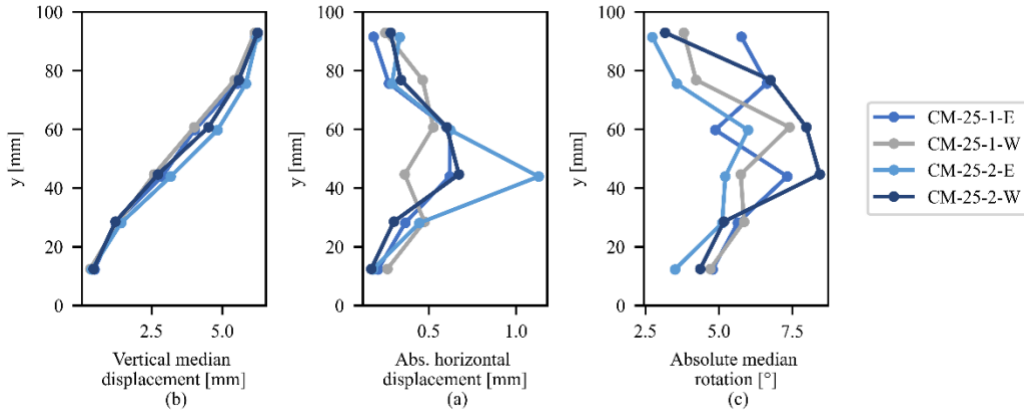 100
80
60
40
20
0
y [mm]
2.5 5.0
Vertical median
displacement [mm]
(b)
100
80
60
40
20
0
y [mm]
0.5 1.0
Abs. horizontal
displacement [mm]
(a)
100
80
60
40
20
0
y [mm]
2.5 5.0 7.5
Absolute median
rotation [°]
(c)
CM-25-1-E
CM-25-1-W
CM-25-2-E
CM-25-2-W